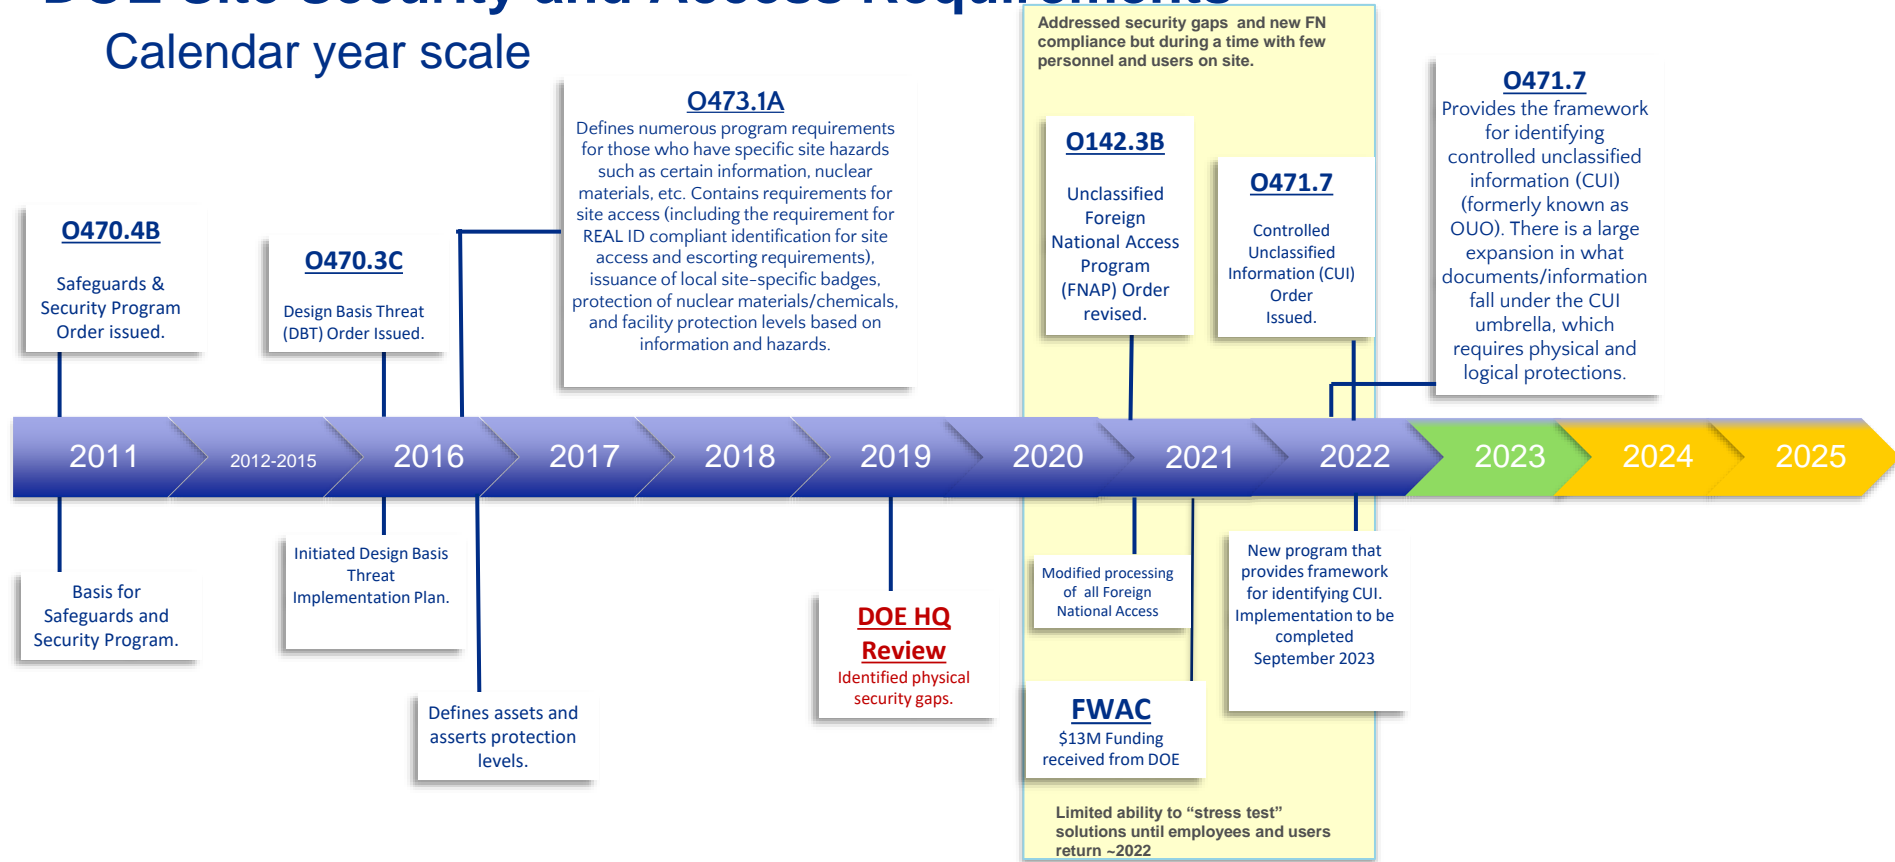 DOE Site Security and Access Requirements
Calendar year scale
Addressed security gaps and new FN
compliance but during a time with few
personnel and users on site.
O470.4B
Safeguards &
Security Program
Order issued.
O470.3C
Design Basis Threat
(DBT) Order Issued.
O473.1A
Defines numerous program requirements
for those who have specific site hazards
such as certain information, nuclear
materials, etc. Contains requirements for
site access (including the requirement for
REAL ID compliant identification for site
access and escorting requirements),
issuance of local site-specific badges,
protection of nuclear materials/chemicals,
and facility protection levels based on
information and hazards.
O142.3B
Unclassified
Foreign
National Access
Program
(FNAP) Order
revised.
O471.7
Controlled
Unclassified
Information (CUI)
Order
Issued.
O471.7
Provides the framework
for identifying
controlled unclassified
information (CUI)
(formerly known as
OUO). There is a large
expansion in what
documents/information
fall under the CUI
umbrella, which
requires physical and
logical protections.
2011
2012-2015
2016
2017
2018
2019
2020
2021
2022
2023
2024
2025
Basis for
Safeguards and
Security Program.
Initiated Design Basis
Threat
Implementation Plan.
Defines assets and
asserts protection
levels.
DOE HQ
Review
Identified physical
security gaps.
Modified processing
of all Foreign
National Access
FWAC
$13M Funding
received from DOE
New program that
provides framework
for identifying CUI.
Implementation to be
completed
September 2023
Limited ability to “stress test”
solutions until employees and users
return ~2022